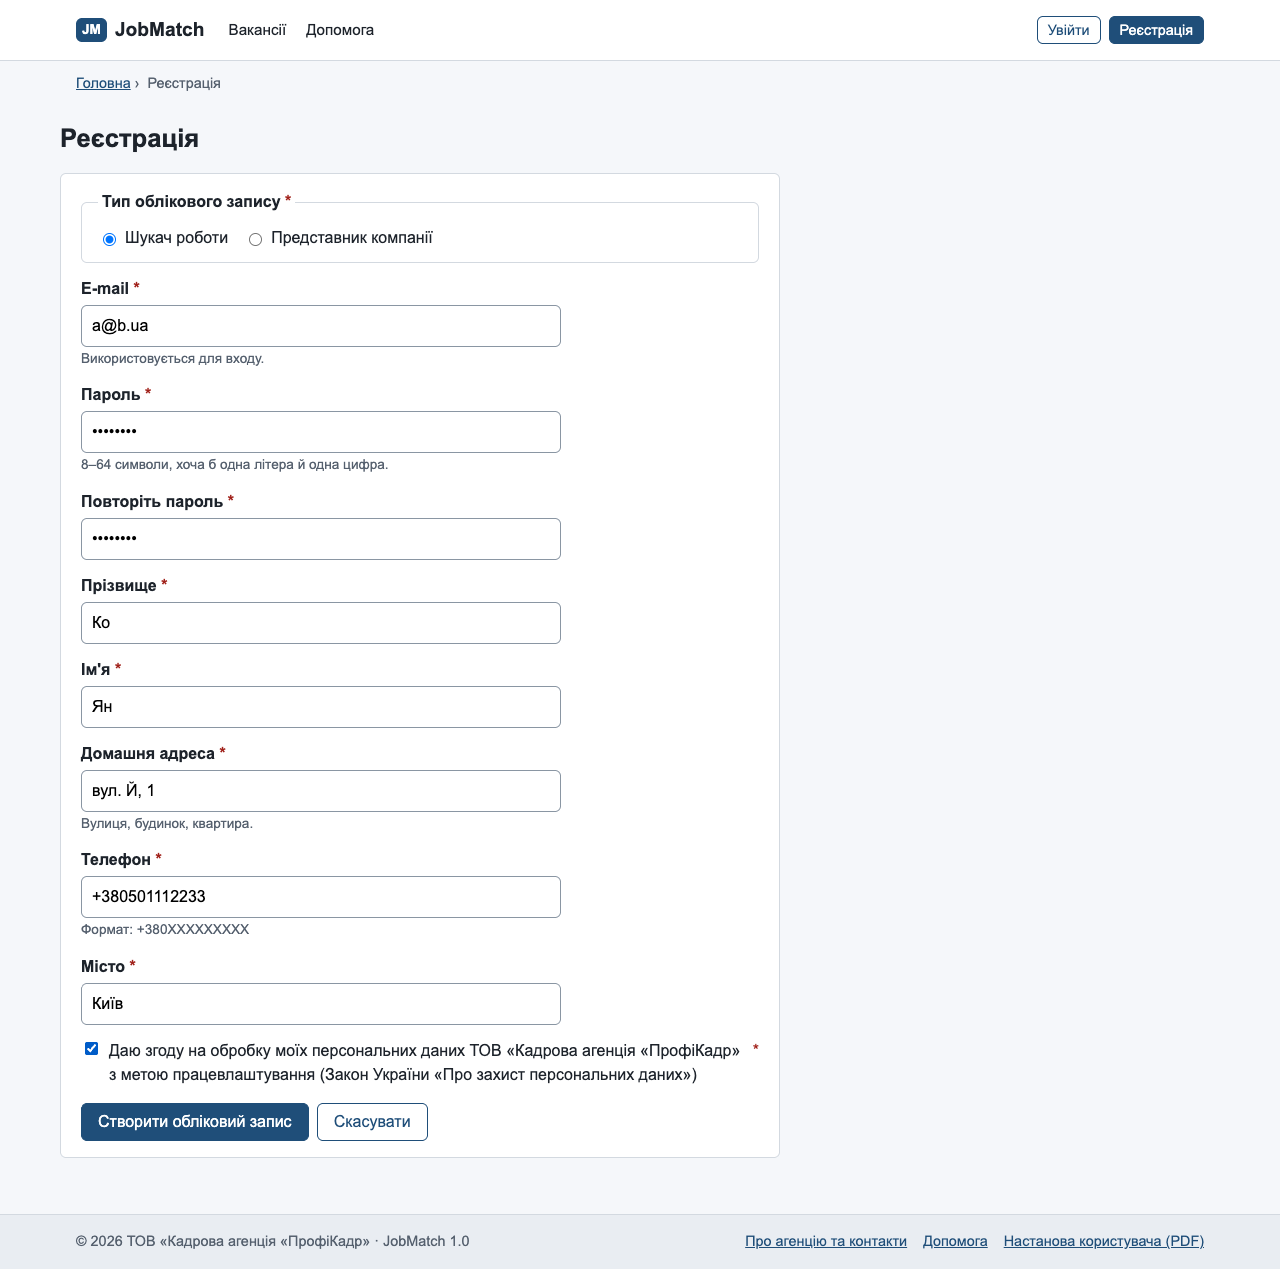 JM JobMatch Вакансії Допомога Увійти Реєстрація
Головна › Реєстрація
Реєстрація
Тип облікового запису *
Шукач роботи Представник компанії
E-mail *
a@b.ua
Використовується для входу.
Пароль *
••••••••
8–64 символи, хоча б одна літера й одна цифра.
Повторіть пароль *
••••••••
Прізвище *
Ко
Ім'я *
Ян
Домашня адреса *
вул. Й, 1
Вулиця, будинок, квартира.
Телефон *
+380501112233
Формат: +380XXXXXXXXX
Місто *
Київ
Даю згоду на обробку моїх персональних даних ТОВ «Кадрова агенція «ПрофіКадр» *
з метою працевлаштування (Закон України «Про захист персональних даних»)
Створити обліковий запис Скасувати
© 2026 ТОВ «Кадрова агенція «ПрофіКадр» · JobMatch 1.0 Про агенцію та контакти Допомога Настанова користувача (PDF)